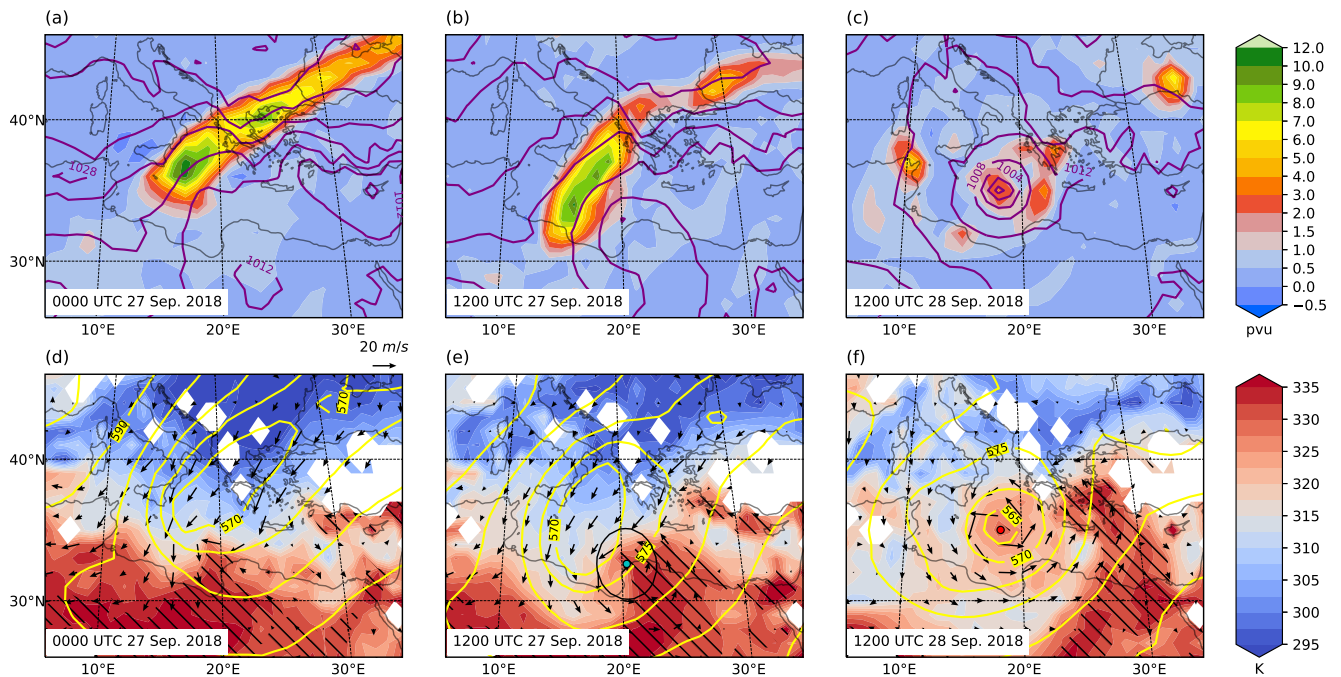 (a)
(b)
(c)
1028
1012
1012
0000 UTC 27 Sep. 2018
1200 UTC 27 Sep. 2018
1008
1004
1012
1200 UTC 28 Sep. 2018
40°N
30°N
10°E 20°E 30°E
10°E 20°E 30°E
10°E 20°E 30°E
12.0
10.0
9.0
8.0
7.0
6.0
5.0
4.0
3.0
2.0
1.5
1.0
0.5
0.0
−0.5
pvu
20 m/s
(d)
(e)
(f)
590
570
570
0000 UTC 27 Sep. 2018
570
575
1200 UTC 27 Sep. 2018
575
565
570
1200 UTC 28 Sep. 2018
40°N
30°N
10°E 20°E 30°E
10°E 20°E 30°E
10°E 20°E 30°E
335
330
325
320
315
310
305
300
295
K